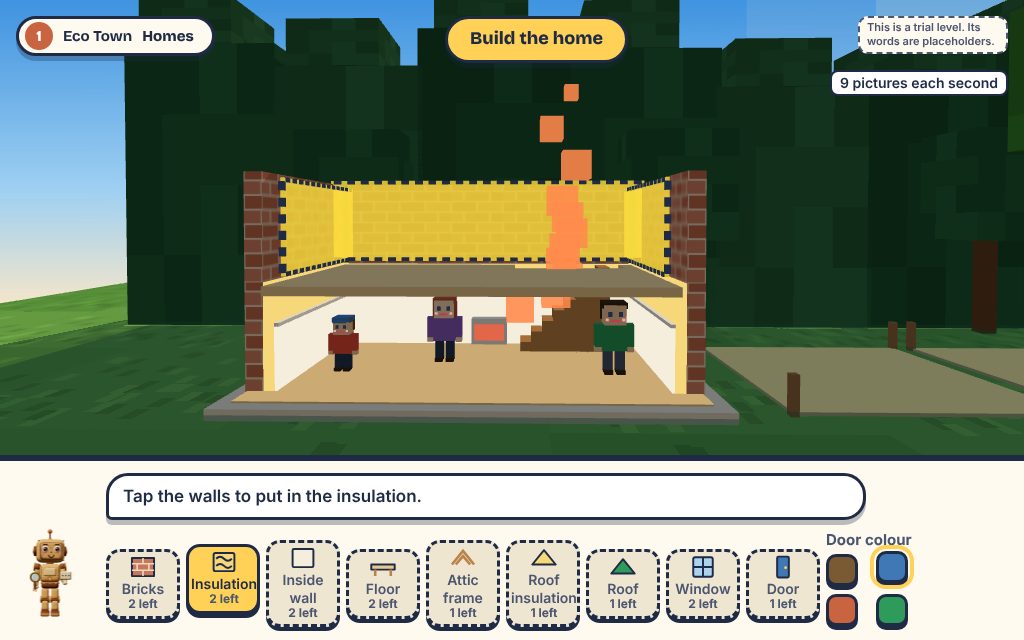 1 Eco Town Homes
Build the home
This is a trial level. Its
words are placeholders.
9 pictures each second
Tap the walls to put in the insulation.
Door colour
Bricks
2 left
Insulation
2 left
Inside
wall
2 left
Floor
2 left
Attic
frame
1 left
Roof
insulation
1 left
Roof
1 left
Window
2 left
Door
1 left